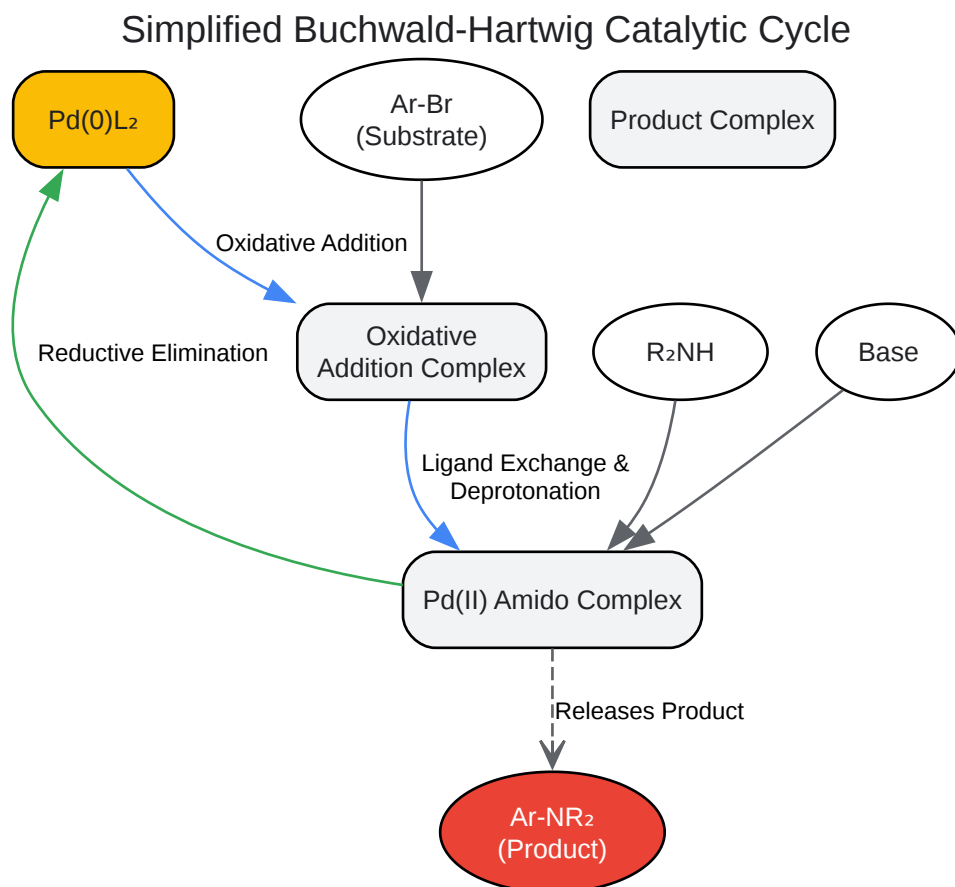 Simplified Buchwald-Hartwig Catalytic Cycle
Pd(0)L₂
Ar-Br
(Substrate)
Product Complex
Oxidative Addition
Reductive Elimination
Oxidative
Addition Complex
R₂NH
Base
Ligand Exchange &
Deprotonation
Pd(II) Amido Complex
Releases Product
Ar-NR₂
(Product)